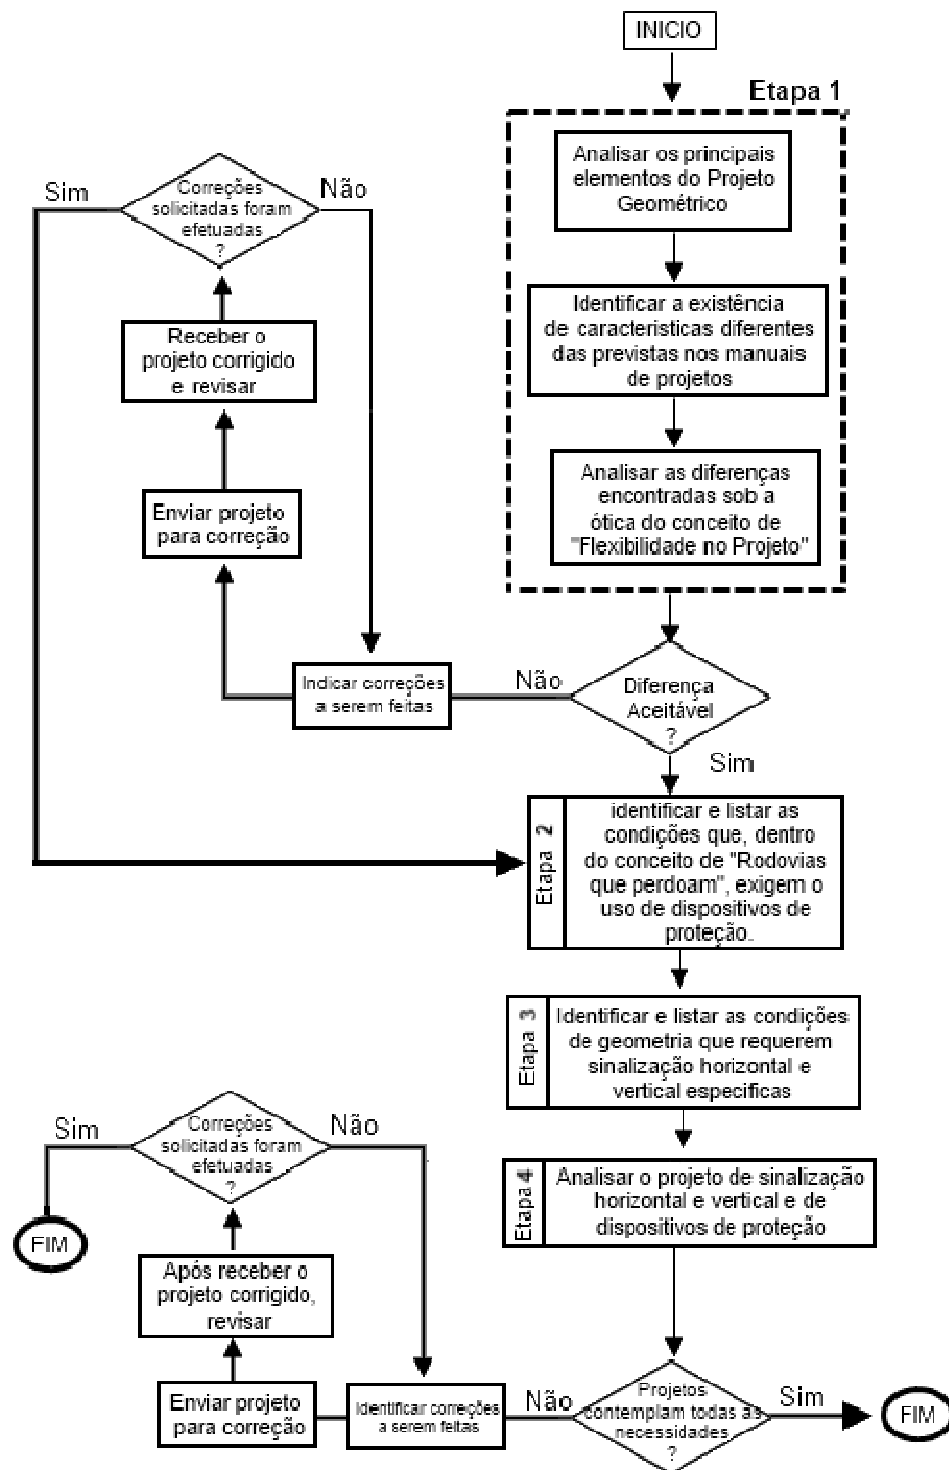 INICIO
Etapa 1
Analisar os principais
elementos do Projeto
Geométrico
Identificar a existência
de caracteristicas diferentes
das previstas nos manuais
de projetos
Analisar as diferenças
encontradas sob a
ótica do conceito de
"Flexibilidade no Projeto"
Diferença
Aceitável
?
Não
Sim
Indicar correções
a serem feitas
Enviar projeto
para correção
Receber o
projeto corrigido
e revisar
Correções
solicitadas foram
efetuadas
?
Sim
Não
Etapa 2
identificar e listar as
condições que, dentro
do conceito de "Rodovias
que perdoam", exigem o
uso de dispositivos de
proteção.
Etapa 3
Identificar e listar as condições
de geometria que requerem
sinalização horizontal e
vertical especificas
Etapa 4
Analisar o projeto de sinalização
horizontal e vertical e de
dispositivos de proteção
Projetos
contemplam todas as
necessidades
?
Sim
FIM
Não
Identificar correções
a serem feitas
Enviar projeto
para correção
Após receber o
projeto corrigido,
revisar
Correções
solicitadas foram
efetuadas
?
Não
Sim
FIM